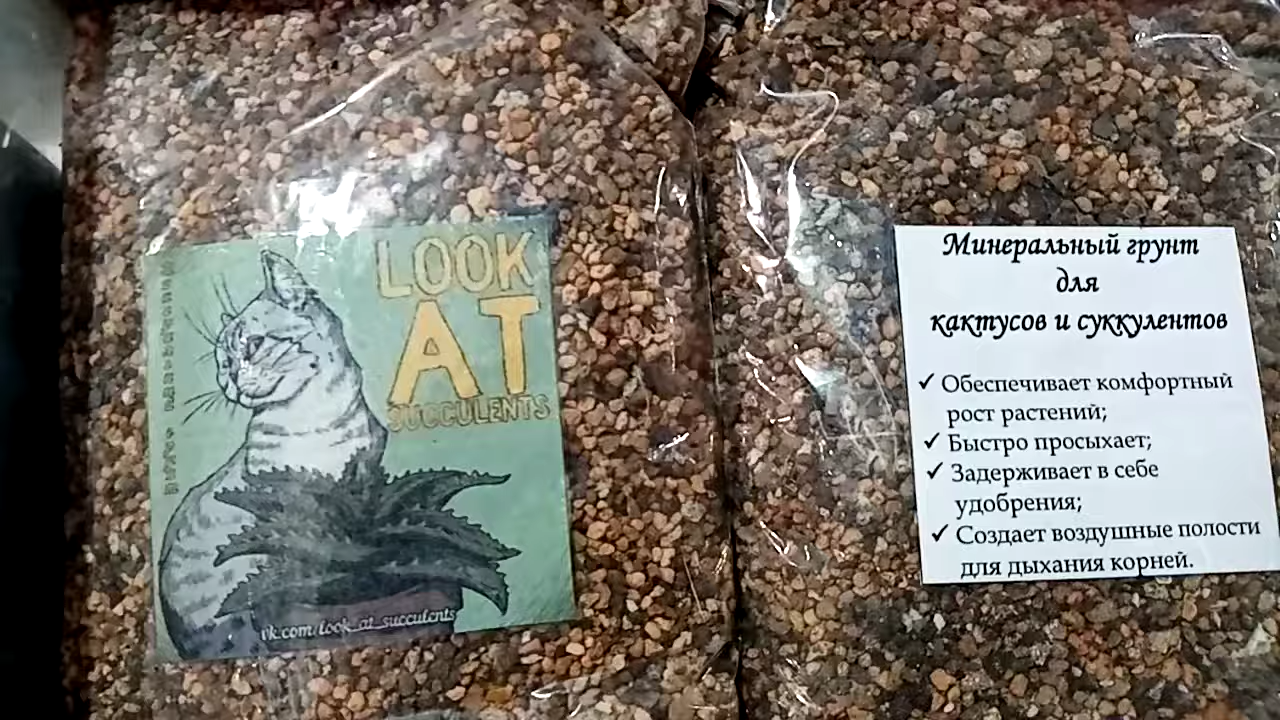 LOOK
AT
SUCCULENTS
vk.com/look_at_succulents
Минеральный грунт
для
кактусов и суккулентов
✓ Обеспечивает комфортный
рост растений;
✓ Быстро просыхает;
✓ Задерживает в себе
удобрения;
✓ Создает воздушные полости
для дыхания корней.